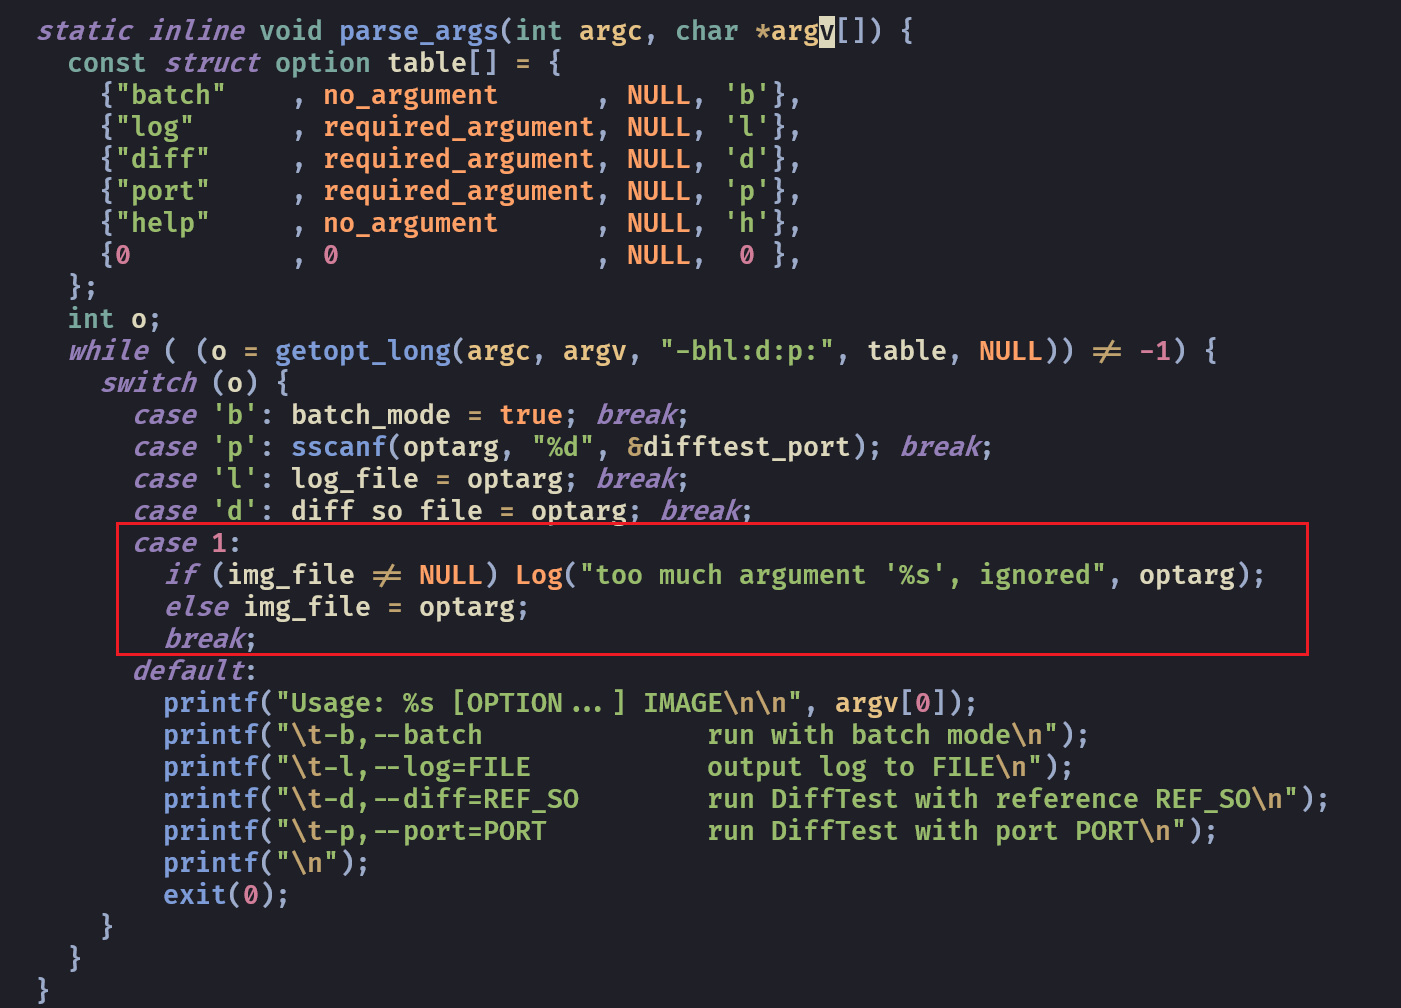 static inline void parse_args(int argc, char *argv[]) {
  const struct option table[] = {
    {"batch"    , no_argument      , NULL, 'b'},
    {"log"      , required_argument, NULL, 'l'},
    {"diff"     , required_argument, NULL, 'd'},
    {"port"     , required_argument, NULL, 'p'},
    {"help"     , no_argument      , NULL, 'h'},
    {0          , 0                , NULL,  0 },
  };
  int o;
  while ( (o = getopt_long(argc, argv, "-bhl:d:p:", table, NULL)) != -1) {
    switch (o) {
      case 'b': batch_mode = true; break;
      case 'p': sscanf(optarg, "%d", &difftest_port); break;
      case 'l': log_file = optarg; break;
      case 'd': diff_so_file = optarg; break;
      case 1:
        if (img_file != NULL) Log("too much argument '%s', ignored", optarg);
        else img_file = optarg;
        break;
      default:
        printf("Usage: %s [OPTION...] IMAGE\n\n", argv[0]);
        printf("\t-b,--batch              run with batch mode\n");
        printf("\t-l,--log=FILE           output log to FILE\n");
        printf("\t-d,--diff=REF_SO        run DiffTest with reference REF_SO\n");
        printf("\t-p,--port=PORT          run DiffTest with port PORT\n");
        printf("\n");
        exit(0);
    }
  }
}